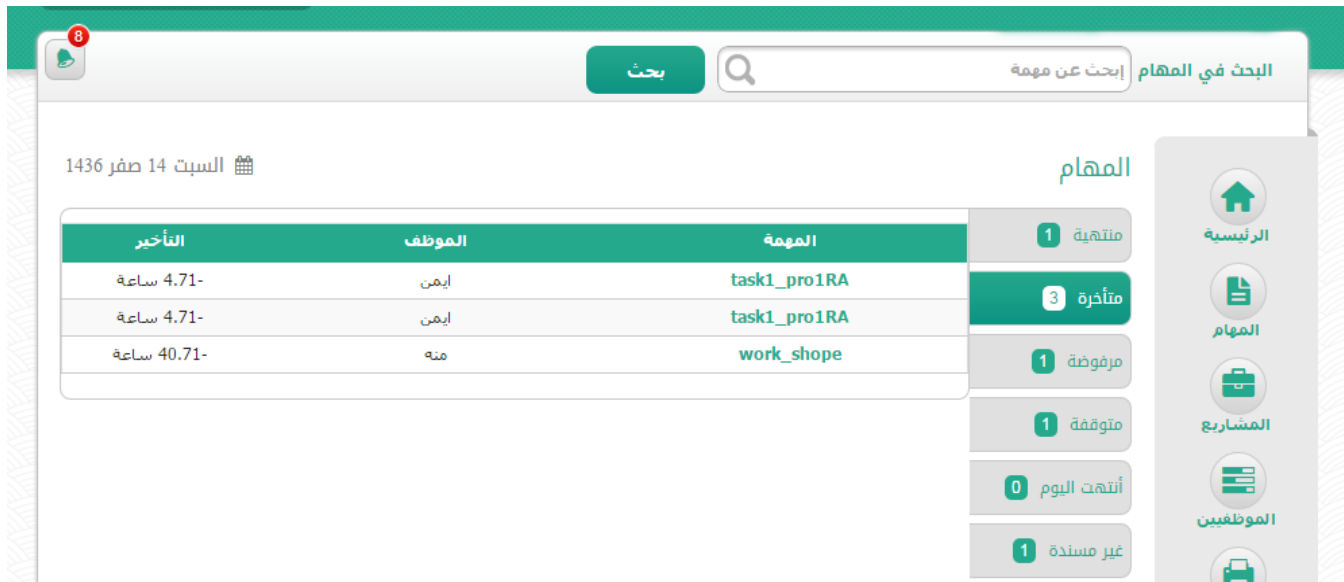 8
البحث في المهام إبحث عن مهمة بحث
المهام
السبت 14 صفر 1436
الرئيسية
المهام
المشاريع
الموظفيين
منتهية 1
متأخرة 3
مرفوضة 1
متوقفة 1
أنتهت اليوم 0
غير مسندة 1
المهمة الموظف التأخير
task1_pro1RA ايمن -4.71 ساعة
task1_pro1RA ايمن -4.71 ساعة
work_shope منه -40.71 ساعة